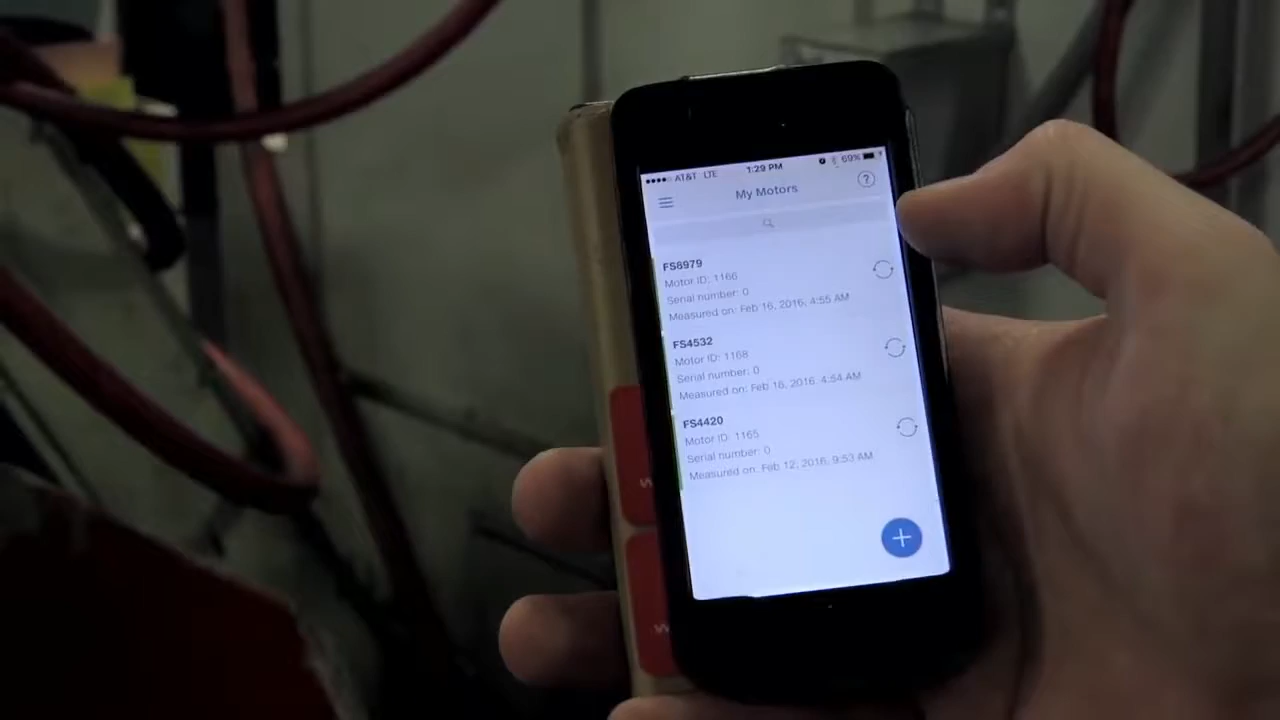 AT&T LTE 1:29 PM 69%
My Motors
?
FS8979
Motor ID: 1166
Serial number: 0
Measured on: Feb 16, 2016, 4:55 AM
FS4532
Motor ID: 1168
Serial number: 0
Measured on: Feb 16, 2016, 4:54 AM
FS4420
Motor ID: 1165
Serial number: 0
Measured on: Feb 12, 2016, 9:53 AM